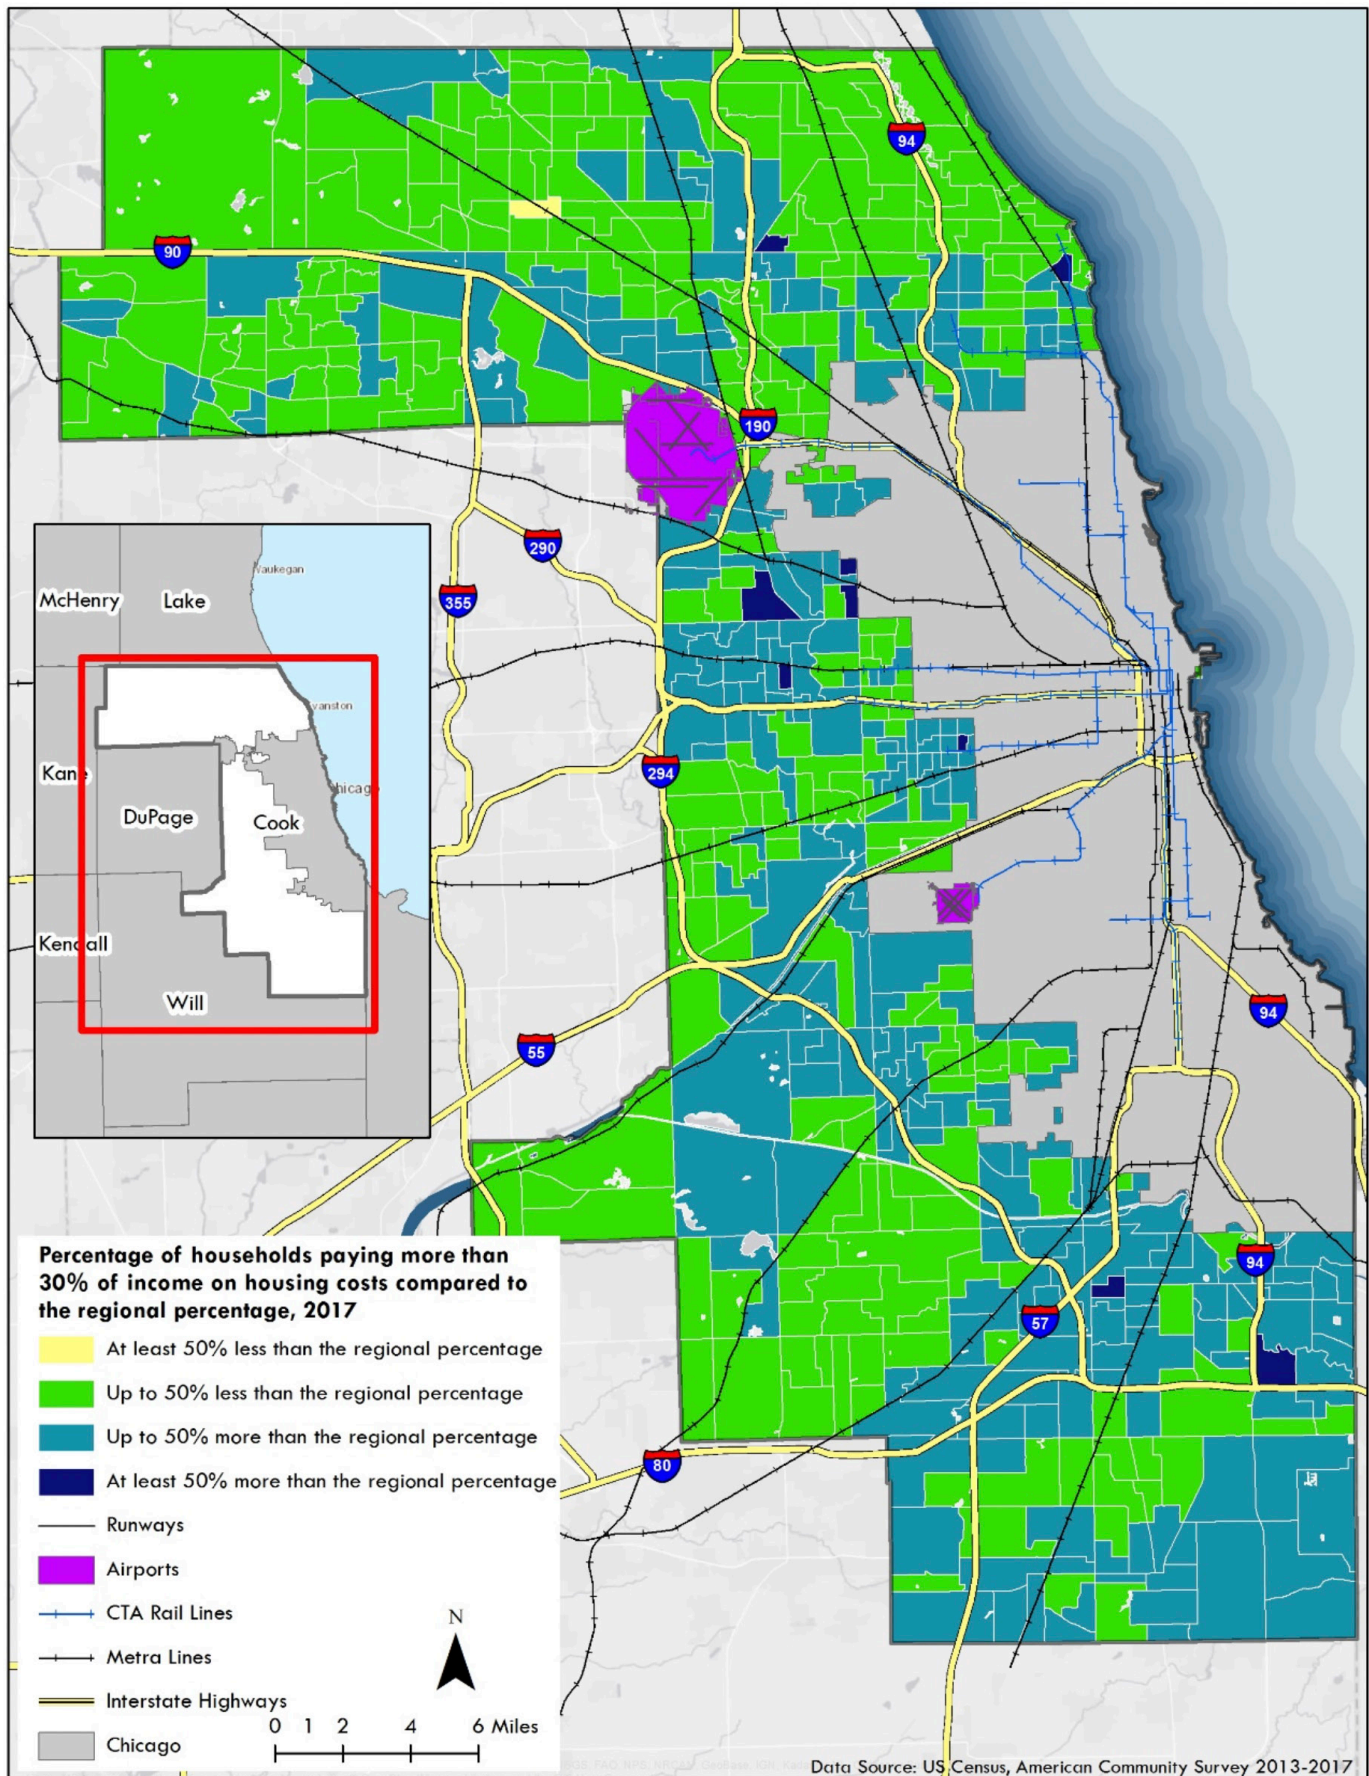 94
90
190
290
355
294
94
55
94
57
80
Waukegan
McHenry
Lake
vanston
Kane
hicago
DuPage
Cook
Kendall
Will
Percentage of households paying more than
30% of income on housing costs compared to
the regional percentage, 2017
At least 50% less than the regional percentage
Up to 50% less than the regional percentage
Up to 50% more than the regional percentage
At least 50% more than the regional percentage
Runways
Airports
CTA Rail Lines
Metra Lines
Interstate Highways
Chicago
N
0 1 2 4 6 Miles
Data Source: US Census, American Community Survey 2013-2017